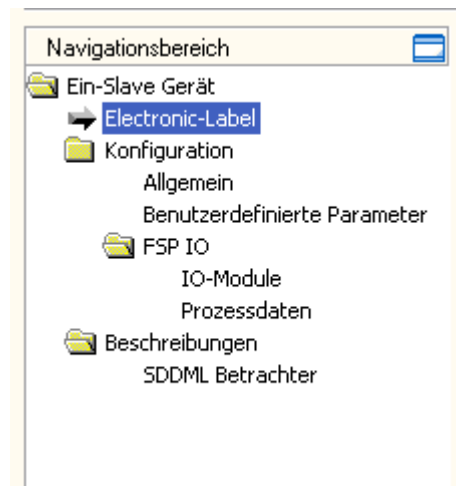 Navigationsbereich
Ein-Slave Gerät
Electronic-Label
Konfiguration
Allgemein
Benutzerdefinierte Parameter
FSP IO
IO-Module
Prozessdaten
Beschreibungen
SDDML Betrachter